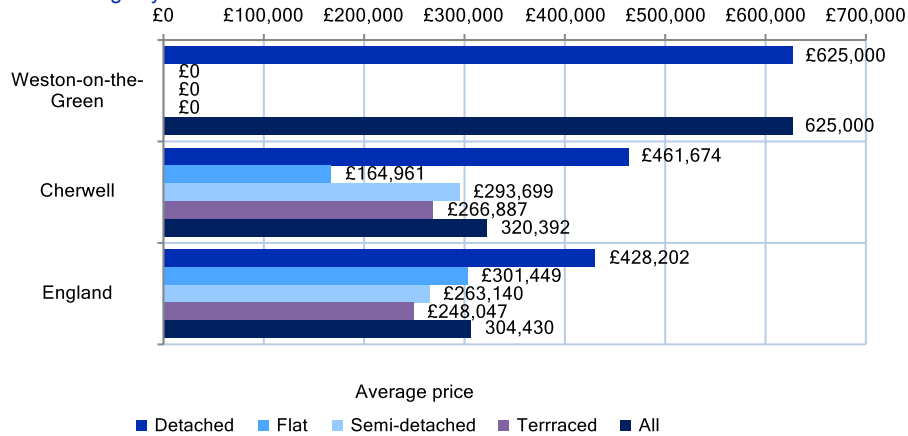 £0 £100,000 £200,000 £300,000 £400,000 £500,000 £600,000 £700,000
Weston-on-the-
Green
£625,000
£0
£0
£0
625,000
Cherwell
£461,674
£164,961
£293,699
£266,887
320,392
England
£428,202
£301,449
£263,140
£248,047
304,430
Average price
Detached Flat Semi-detached Terrraced All